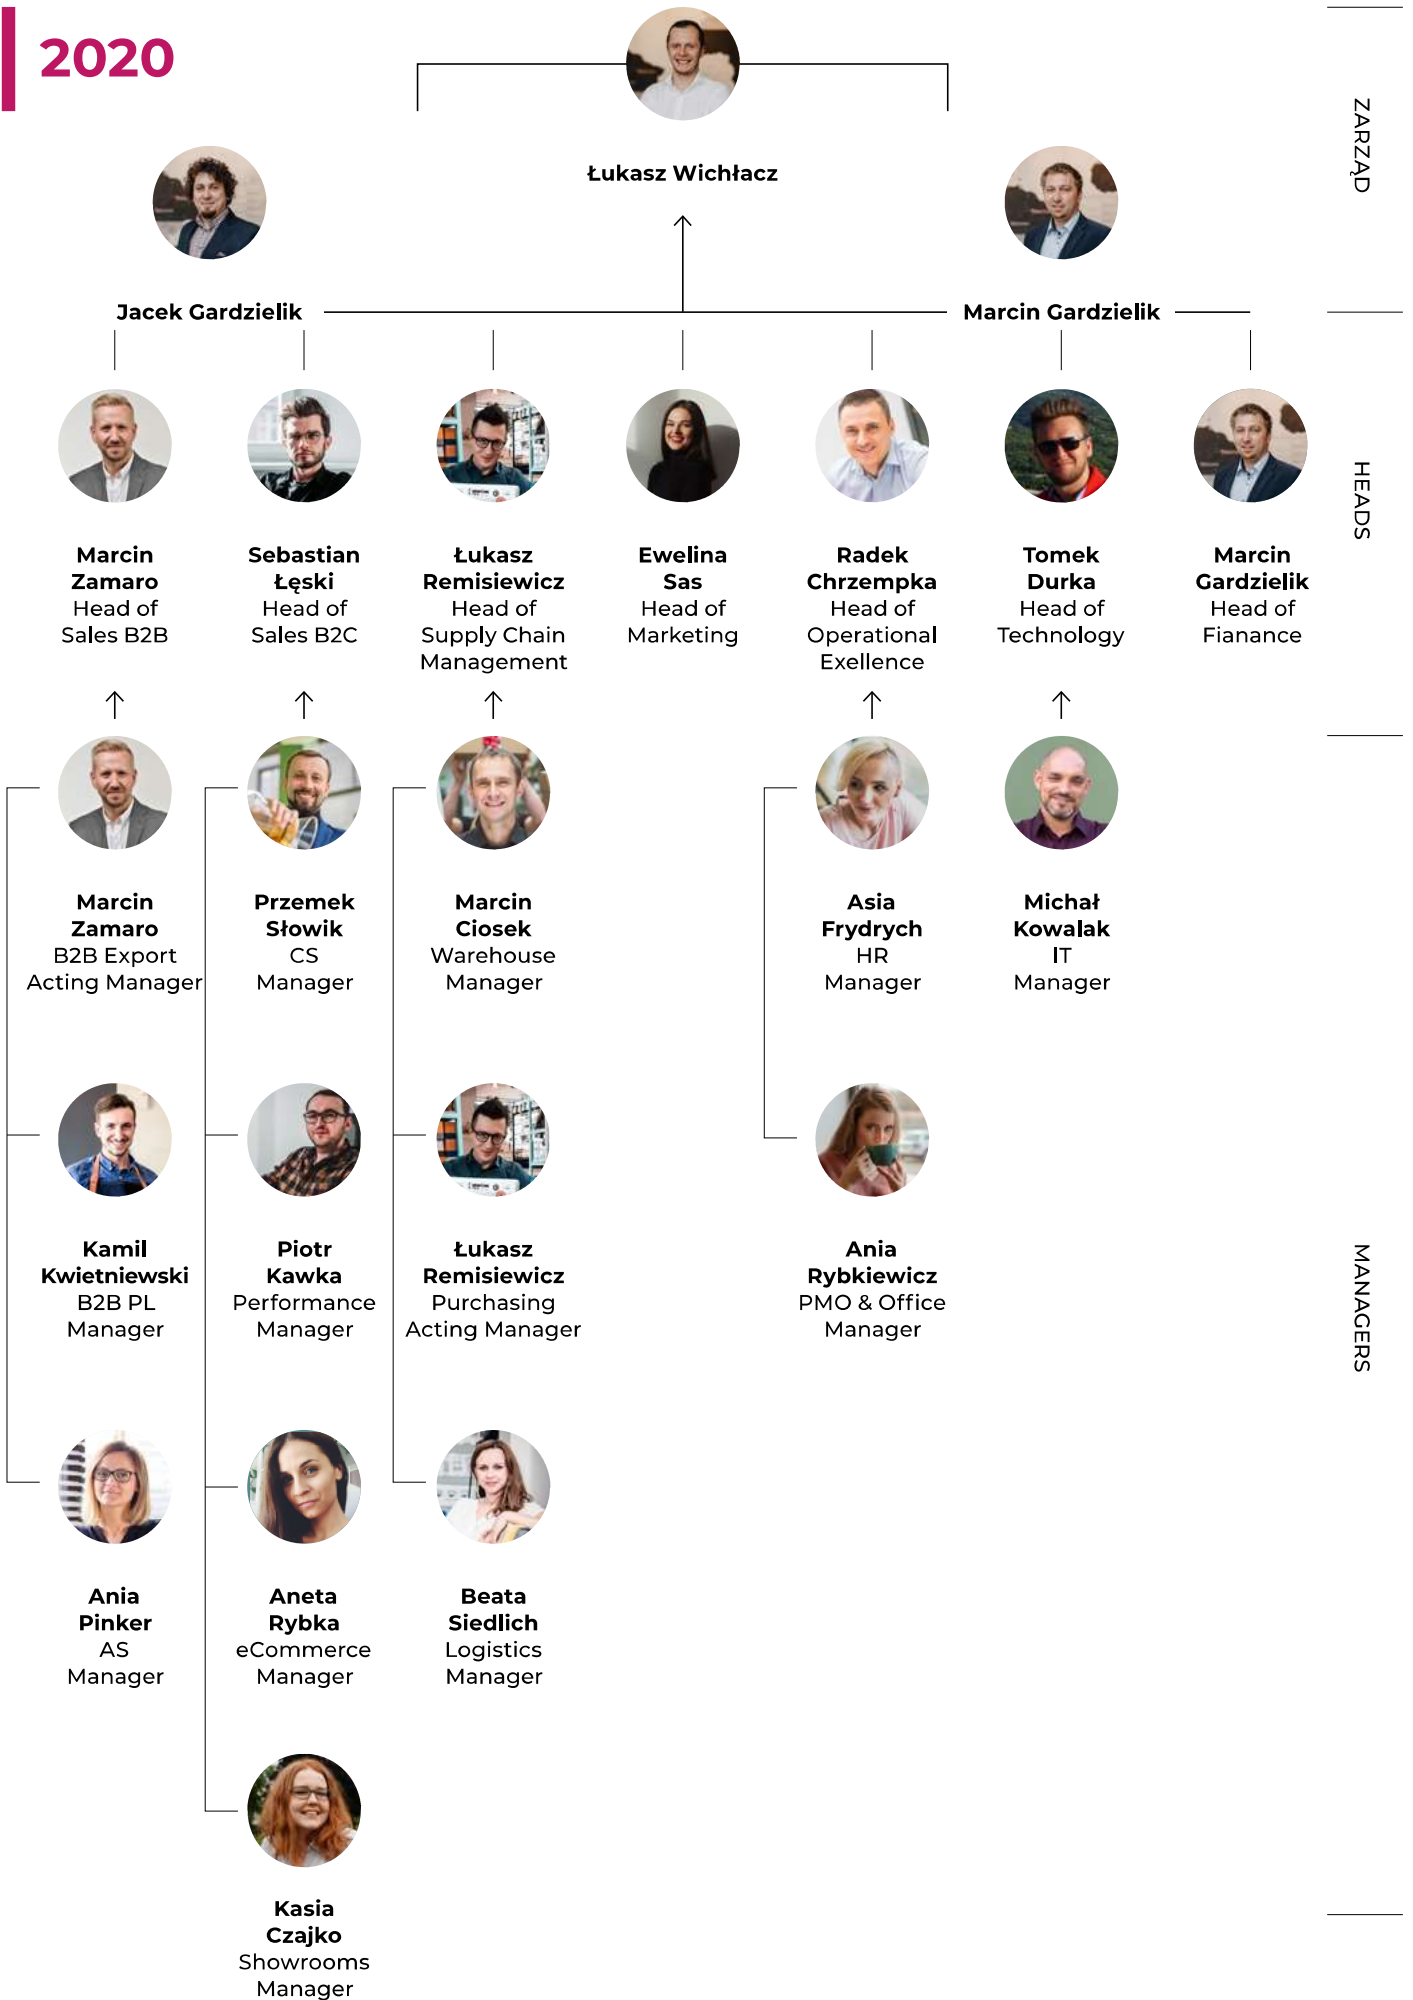 2020
ZARZĄD
Łukasz Wichłacz
Jacek Gardzielik
Marcin Gardzielik
HEADS
Marcin
Zamaro
Head of
Sales B2B
Sebastian
Łęski
Head of
Sales B2C
Łukasz
Remisiewicz
Head of
Supply Chain
Management
Ewelina
Sas
Head of
Marketing
Radek
Chrzempka
Head of
Operational
Exellence
Tomek
Durka
Head of
Technology
Marcin
Gardzielik
Head of
Fianance
MANAGERS
Marcin
Zamaro
B2B Export
Acting Manager
Przemek
Słowik
CS
Manager
Marcin
Ciosek
Warehouse
Manager
Asia
Frydrych
HR
Manager
Michał
Kowalak
IT
Manager
Kamil
Kwietniewski
B2B PL
Manager
Piotr
Kawka
Performance
Manager
Łukasz
Remisiewicz
Purchasing
Acting Manager
Ania
Rybkiewicz
PMO & Office
Manager
Ania
Pinker
AS
Manager
Aneta
Rybka
eCommerce
Manager
Beata
Siedlich
Logistics
Manager
Kasia
Czajko
Showrooms
Manager